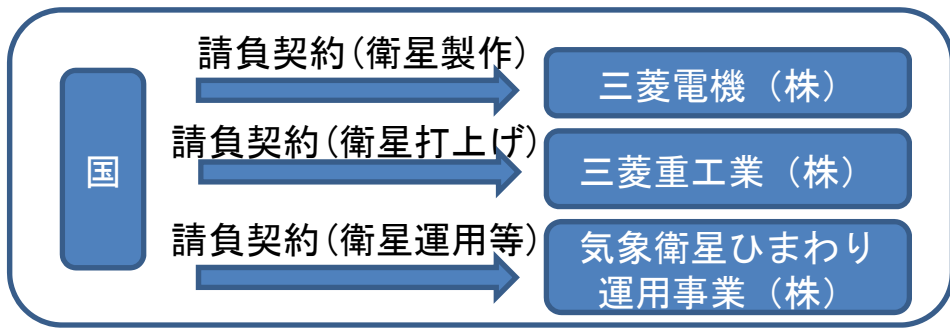 請負契約（衛星製作）
三菱電機（株）
国
請負契約（衛星打上げ）
三菱重工業（株）
請負契約（衛星運用等）
気象衛星ひまわり
運用事業（株）